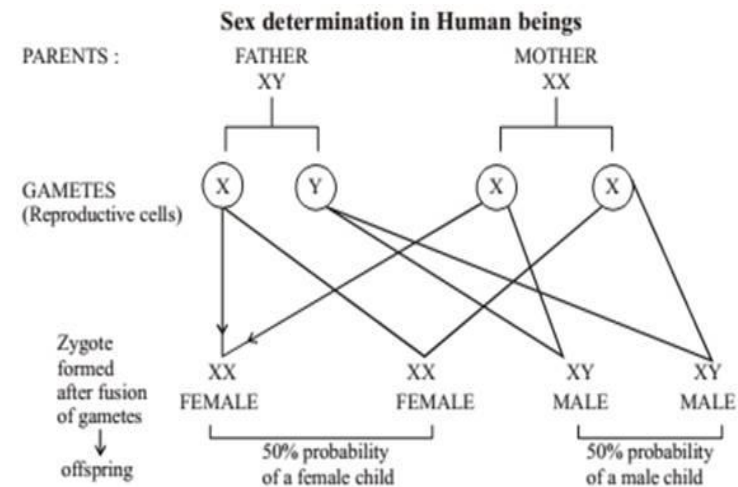 Sex determination in Human beings
PARENTS :
FATHER
MOTHER
XY
XX
GAMETES
(Reproductive cells)
X
Y
X
X
Zygote
formed
after fusion
of gametes
offspring
XX
XX
XY
XY
FEMALE
FEMALE
MALE
MALE
50% probability
of a female child
50% probability
of a male child